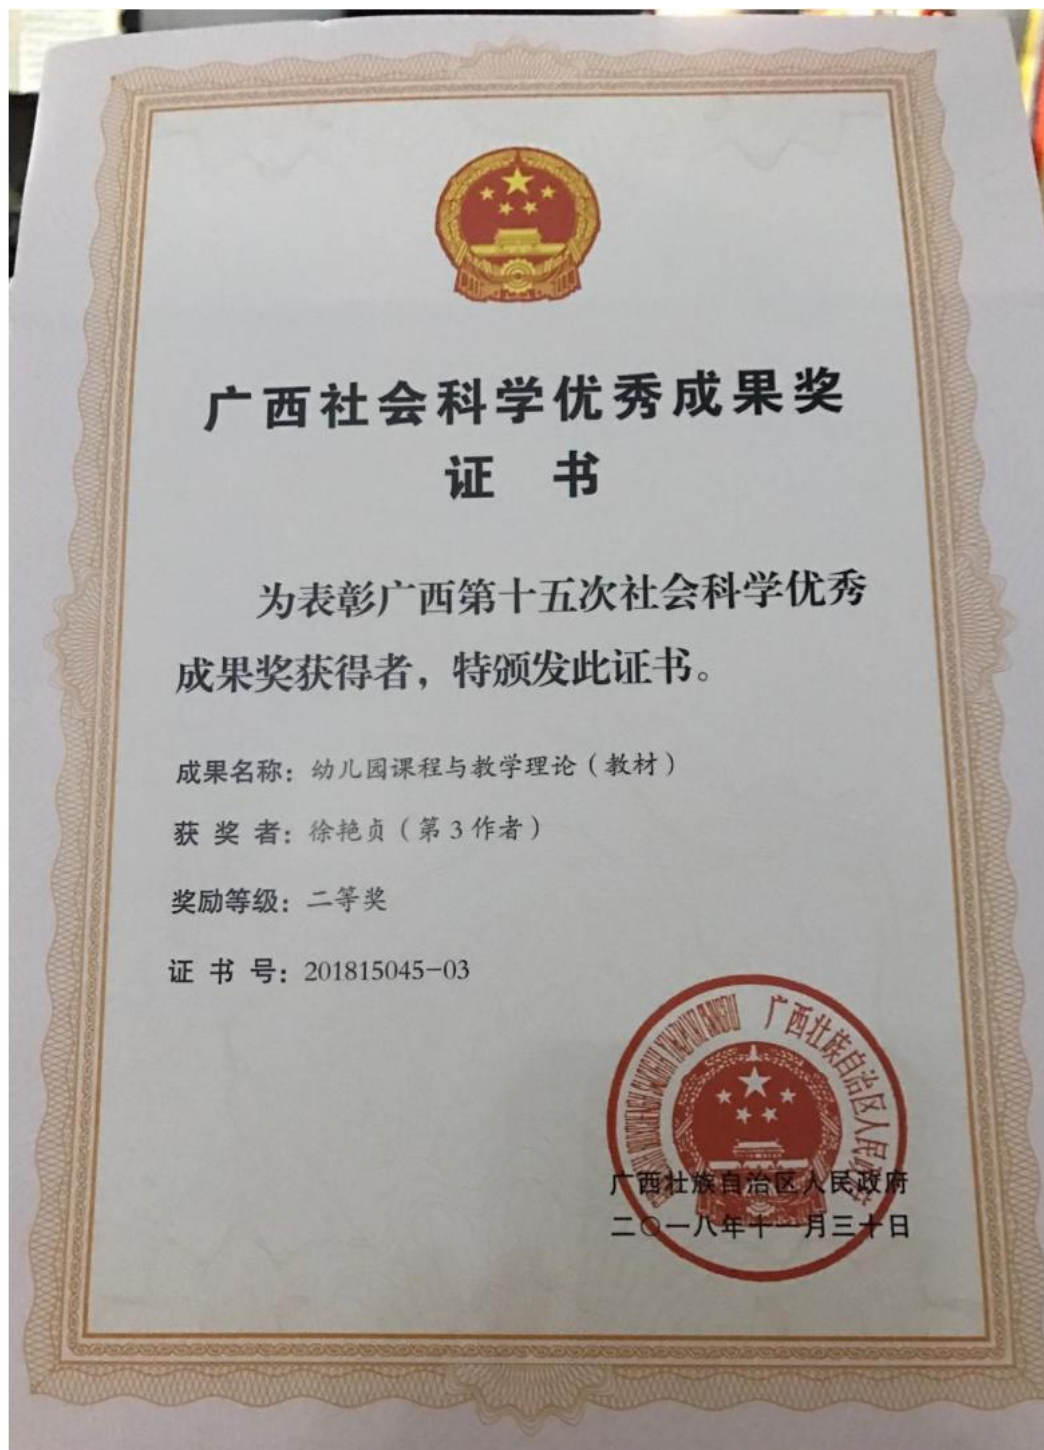 广西社会科学优秀成果奖
证 书
为表彰广西第十五次社会科学优秀
成果奖获得者，特颁发此证书。
成果名称：幼儿园课程与教学理论（教材）
获 奖 者：徐艳贞（第3作者）
奖励等级：二等奖
证 书 号：201815045-03
广西壮族自治区人民政府
广西壮族自治区人民政府
二〇一八年十一月三十日